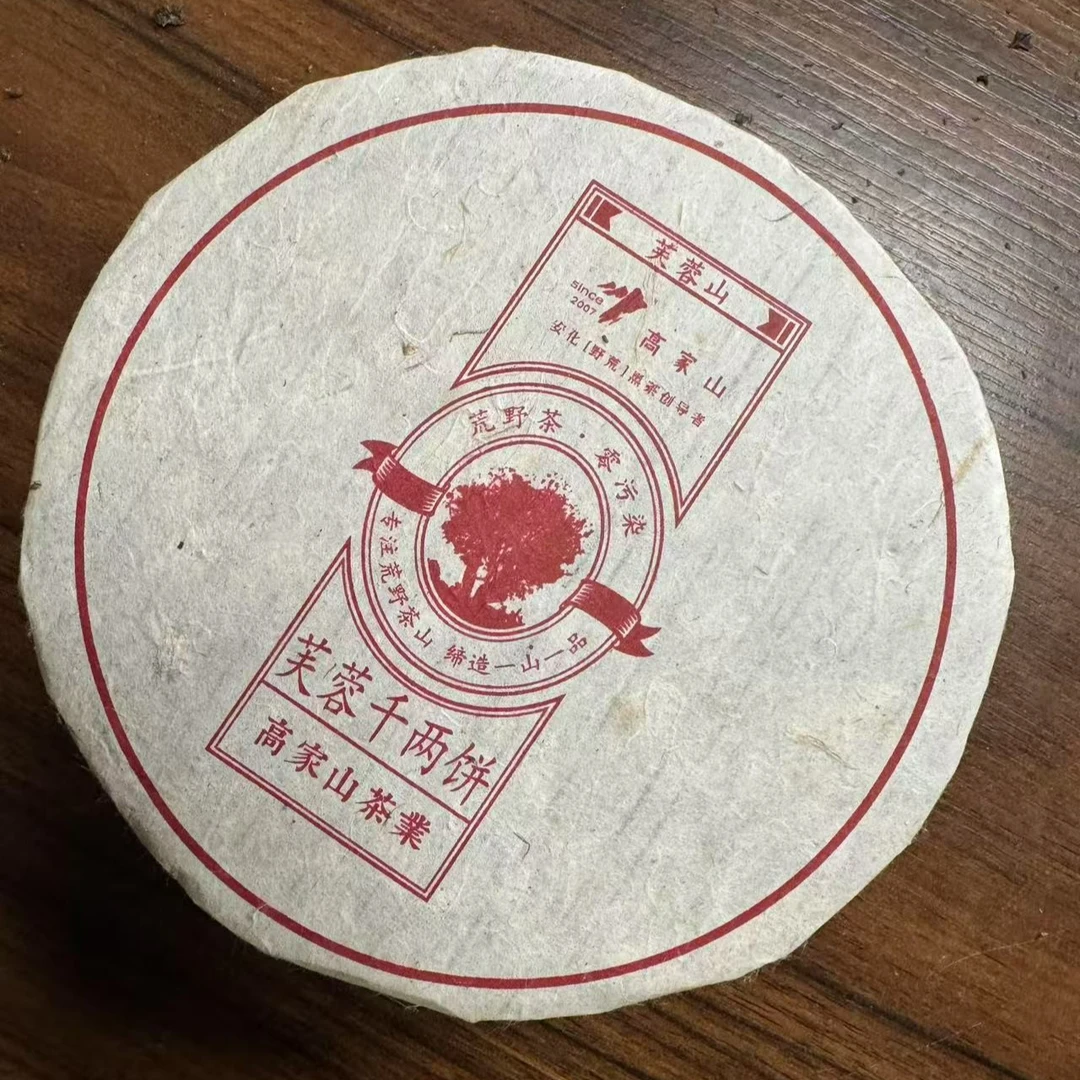 芙蓉山
since
2007
高家山
安化[野荒]黑茶创导者
荒野茶·零污染
专注荒野茶山 缔造一山一品
芙蓉千两饼
高家山茶業